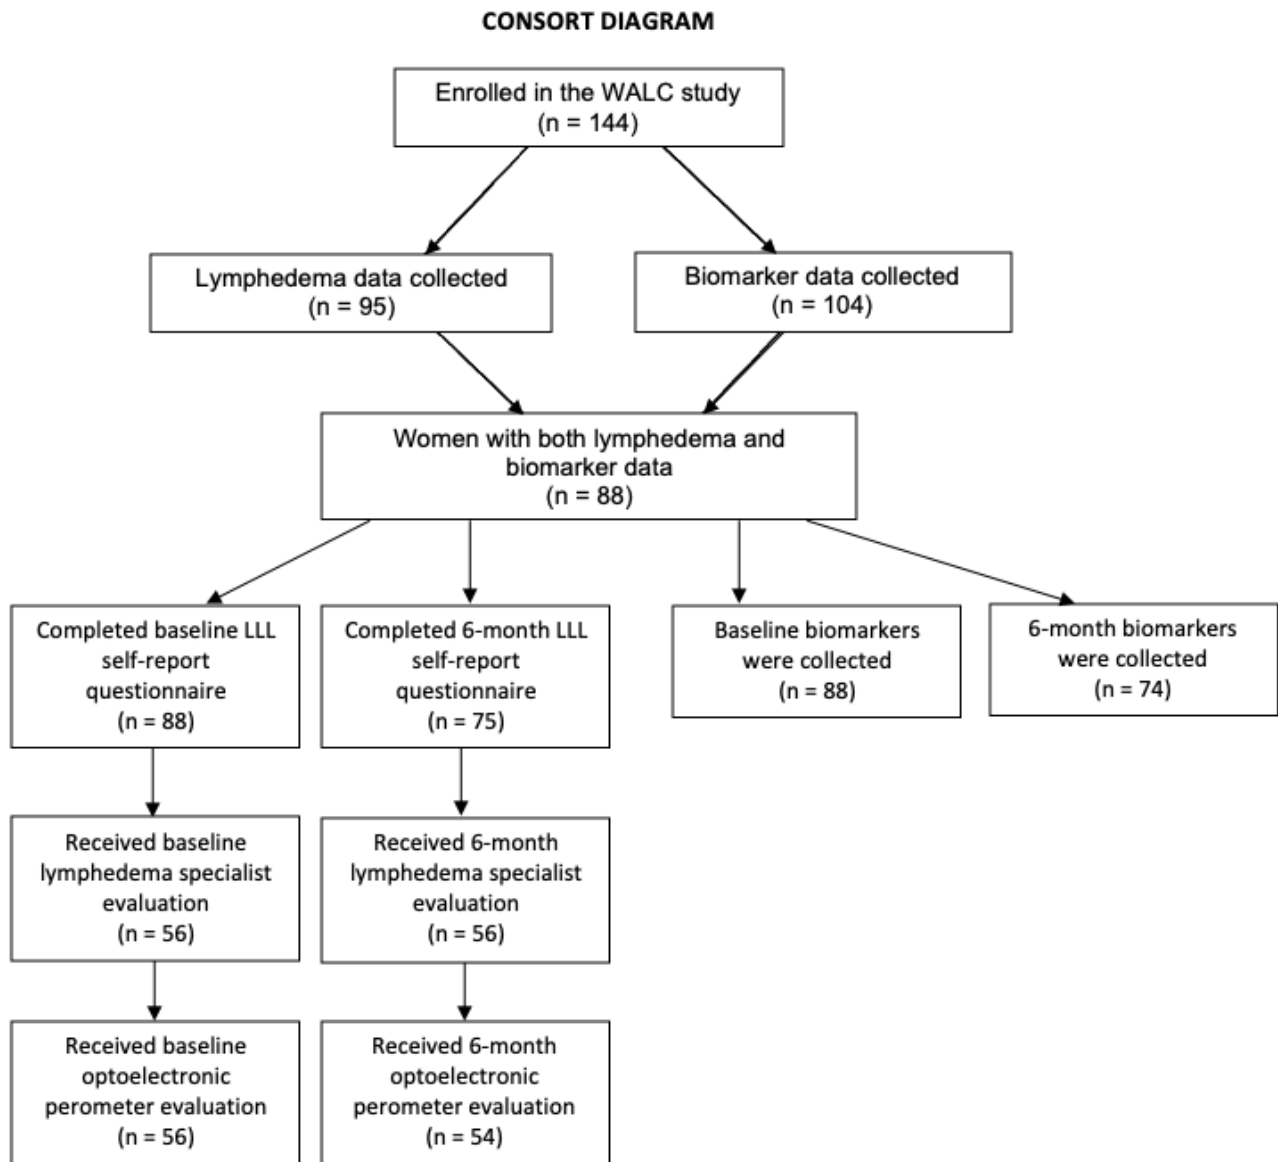 CONSORT DIAGRAM
Enrolled in the WALC study
(n = 144)
Lymphedema data collected
(n = 95)
Biomarker data collected
(n = 104)
Women with both lymphedema and
biomarker data
(n = 88)
Completed baseline LLL
self-report
questionnaire
(n = 88)
Completed 6-month LLL
self-report
questionnaire
(n = 75)
Baseline biomarkers
were collected
(n = 88)
6-month biomarkers
were collected
(n = 74)
Received baseline
lymphedema specialist
evaluation
(n = 56)
Received 6-month
lymphedema specialist
evaluation
(n = 56)
Received baseline
optoelectronic
perometer evaluation
(n = 56)
Received 6-month
optoelectronic
perometer evaluation
(n = 54)